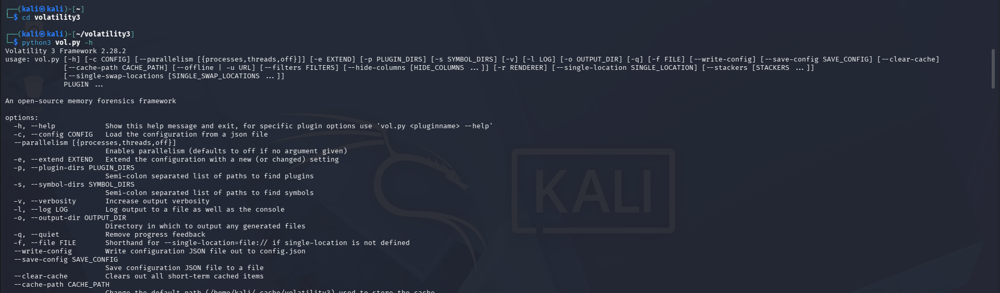 ┌──(kali㉿kali)-[~]
└─$ cd volatility3
┌──(kali㉿kali)-[~/volatility3]
└─$ python3 vol.py -h
Volatility 3 Framework 2.28.2
usage: vol.py [-h] [-c CONFIG] [--parallelism [{processes,threads,off}]] [-e EXTEND] [-p PLUGIN_DIRS] [-s SYMBOL_DIRS] [-v] [-l LOG] [-o OUTPUT_DIR] [-q] [-f FILE] [--write-config] [--save-config SAVE_CONFIG] [--clear-cache]
[--cache-path CACHE_PATH] [--offline | -u URL] [--filters FILTERS] [--hide-columns [HIDE_COLUMNS ...]] [-r RENDERER] [--single-location SINGLE_LOCATION] [--stackers [STACKERS ...]]
[--single-swap-locations [SINGLE_SWAP_LOCATIONS ...]]
PLUGIN ...
An open-source memory forensics framework
Trash
options:
-h, --help Show this help message and exit, for specific plugin options use 'vol.py <pluginname> --help'
-c, --config CONFIG Load the configuration from a json file
--parallelism [{processes,threads,off}]
Enables parallelism (defaults to off if no argument given)
-e, --extend EXTEND Extend the configuration with a new (or changed) setting
-p, --plugin-dirs PLUGIN_DIRS
Semi-colon separated list of paths to find plugins
-s, --symbol-dirs SYMBOL_DIRS
Semi-colon separated list of paths to find symbols
-v, --verbosity Increase output verbosity
-l, --log LOG Log output to a file as well as the console
-o, --output-dir OUTPUT_DIR
Directory in which to output any generated files
-q, --quiet Remove progress feedback
-f, --file FILE Shorthand for --single-location=file:// if single-location is not defined
--write-config Write configuration JSON file out to config.json
--save-config SAVE_CONFIG
Save configuration JSON file to a file
--clear-cache Clears out all short-term cached items
--cache-path CACHE_PATH
Change the default path (/home/kali/.cache/volatility3) used to store the cache
KALI